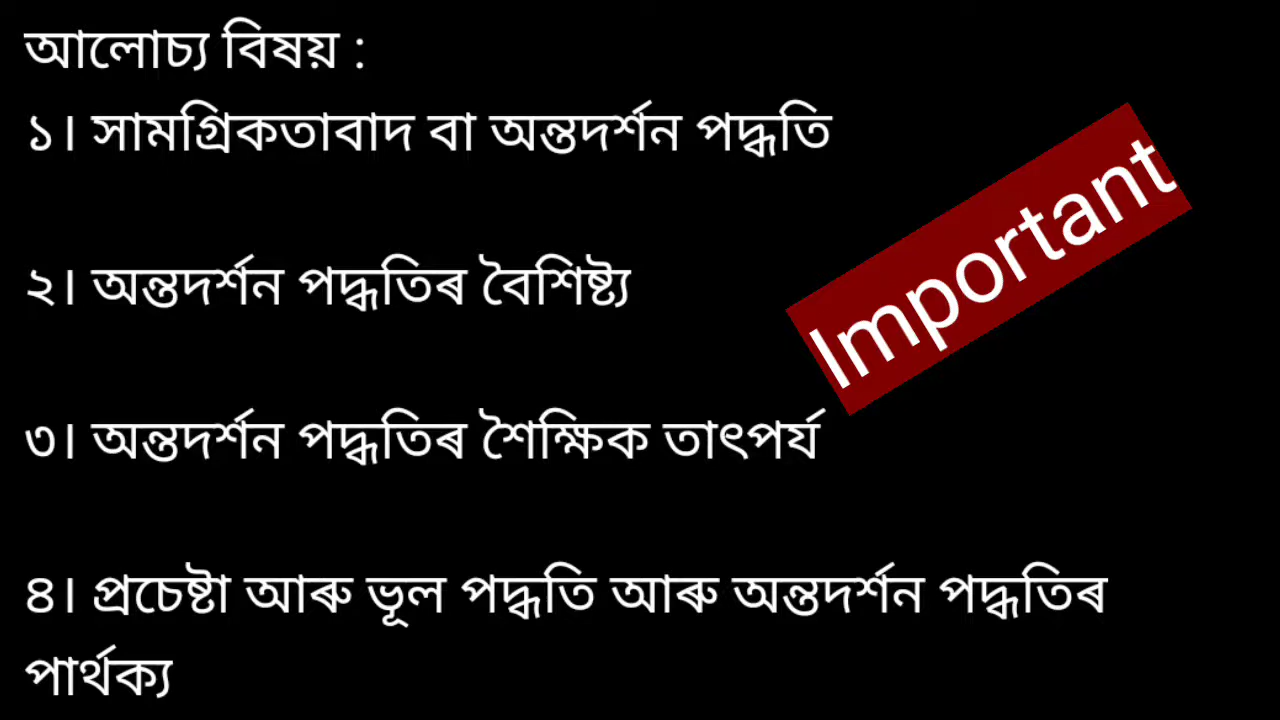 আলোচ্য বিষয় :
১। সামগ্ৰিকতাবাদ বা অন্তদৰ্শন পদ্ধতি
২। অন্তদৰ্শন পদ্ধতিৰ বৈশিষ্ট্য
৩। অন্তদৰ্শন পদ্ধতিৰ শৈক্ষিক তাৎপৰ্য
৪। প্ৰচেষ্টা আৰু ভূল পদ্ধতি আৰু অন্তদৰ্শন পদ্ধতিৰ
পাৰ্থক্য
Important